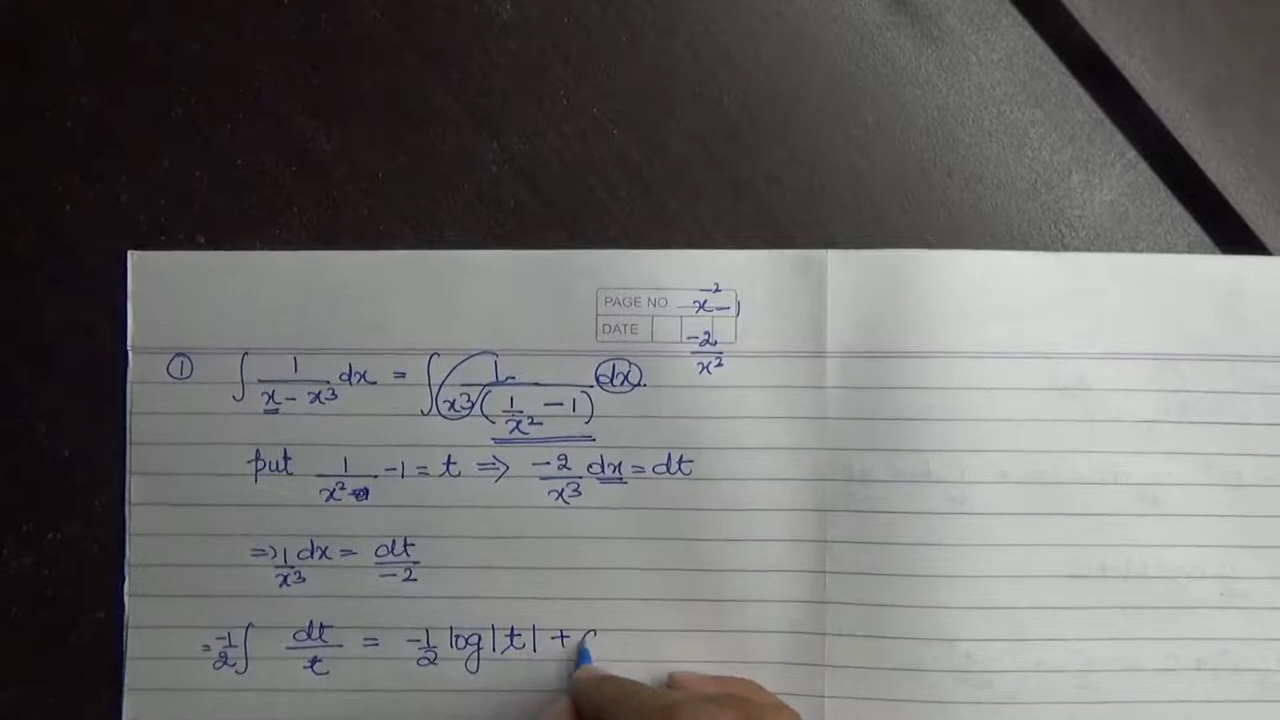 PAGE NO. x⁻² - 1
DATE -2/x²
① ∫ 1/(x - x³) dx = ∫ 1/(x³(1/x² - 1)) dx.
put 1/x² - 1 = t ⇒ -2/x³ dx = dt
⇒ 1/x³ dx = dt/-2
= -1/2 ∫ dt/t = -1/2 log|t| + c